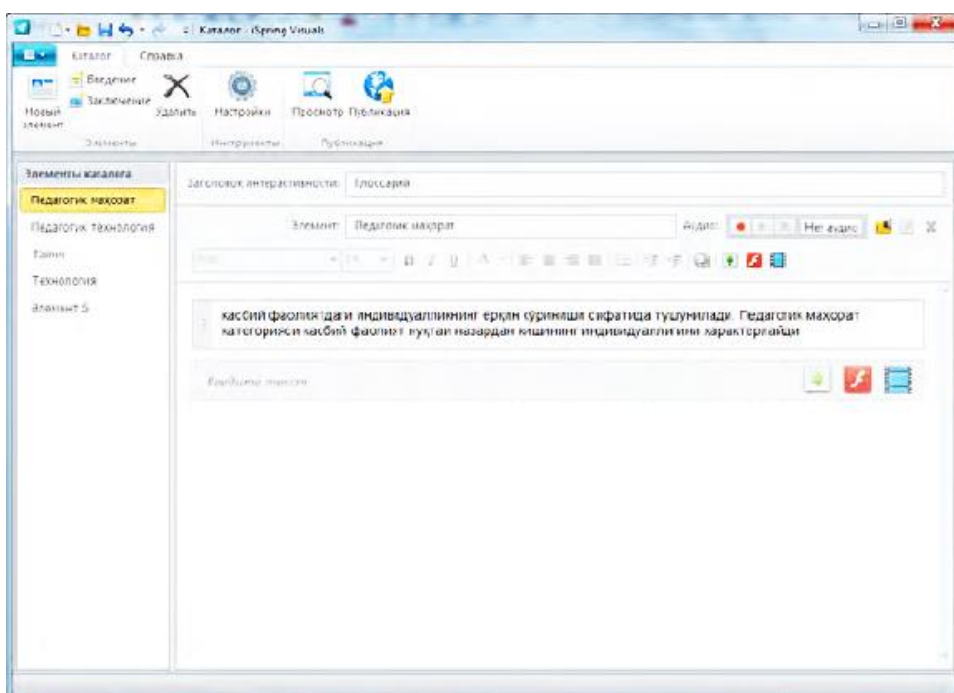 Каталог - iSpring Visuals
Каталог Справка
Введение
Заключение
Новый элемент
Удалить
Настройки
Просмотр
Публикация
Элементы
Инструменты
Публикация
Элементы каталога
Педагогик маҳорат
Педагогик технология
Технология
Элемент 5
Заголовок интерактивности: Глоссарий
Элемент: Педагогик маҳорат
Аудио: Нет аудио
касбий фаолиятдаги индивидуалликнинг ёрқин кўриниши сифатида тушунилади. Педагогик маҳорат
категорияси касбий фаолият нуқтаи назардан кишининг индивидуаллигини характерлайди
Введите текст